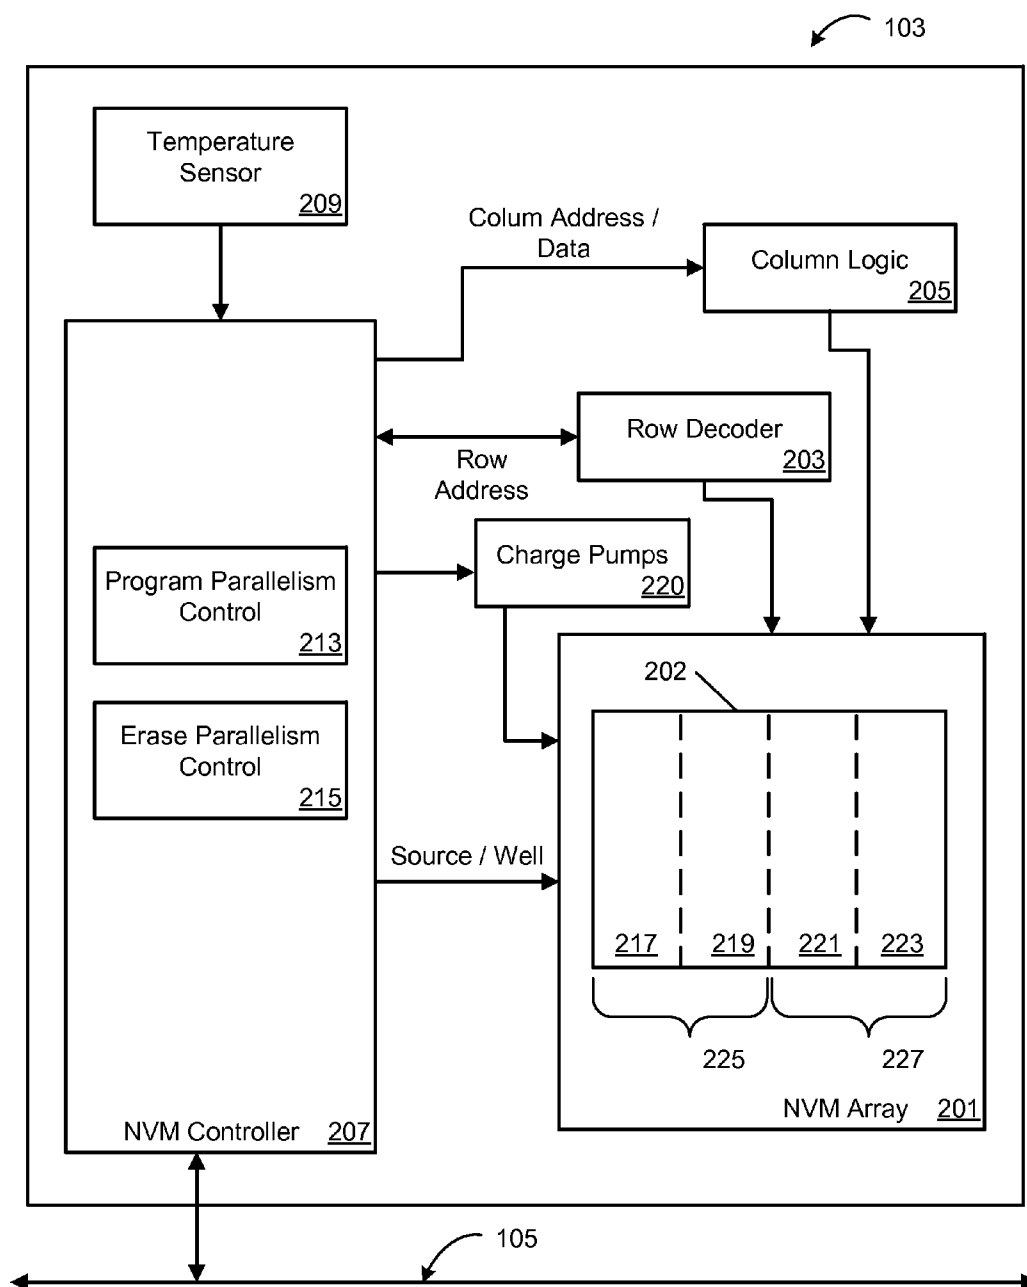 103
Temperature
Sensor
209
Colum Address /
Data
Column Logic
205
Row Decoder
203
Row
Address
Charge Pumps
220
Program Parallelism
Control
213
202
Erase Parallelism
Control
215
Source / Well
217 219 221 223
225 227
NVM Array 201
NVM Controller 207
105